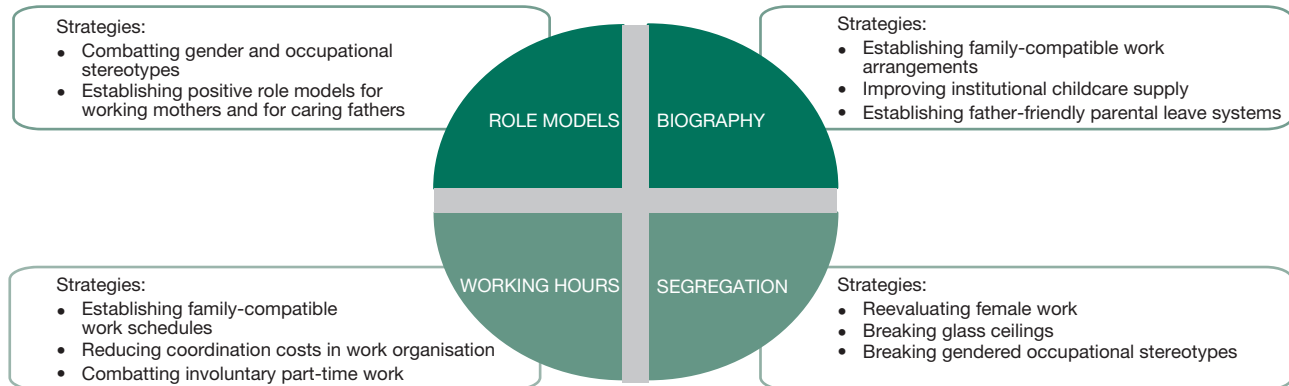 Strategies:
• Combatting gender and occupational
stereotypes
• Establishing positive role models for
working mothers and for caring fathers
ROLE MODELS
BIOGRAPHY
Strategies:
• Establishing family-compatible work
arrangements
• Improving institutional childcare supply
• Establishing father-friendly parental leave systems
Strategies:
• Establishing family-compatible
work schedules
• Reducing coordination costs in work organisation
• Combatting involuntary part-time work
WORKING HOURS
SEGREGATION
Strategies:
• Reevaluating female work
• Breaking glass ceilings
• Breaking gendered occupational stereotypes